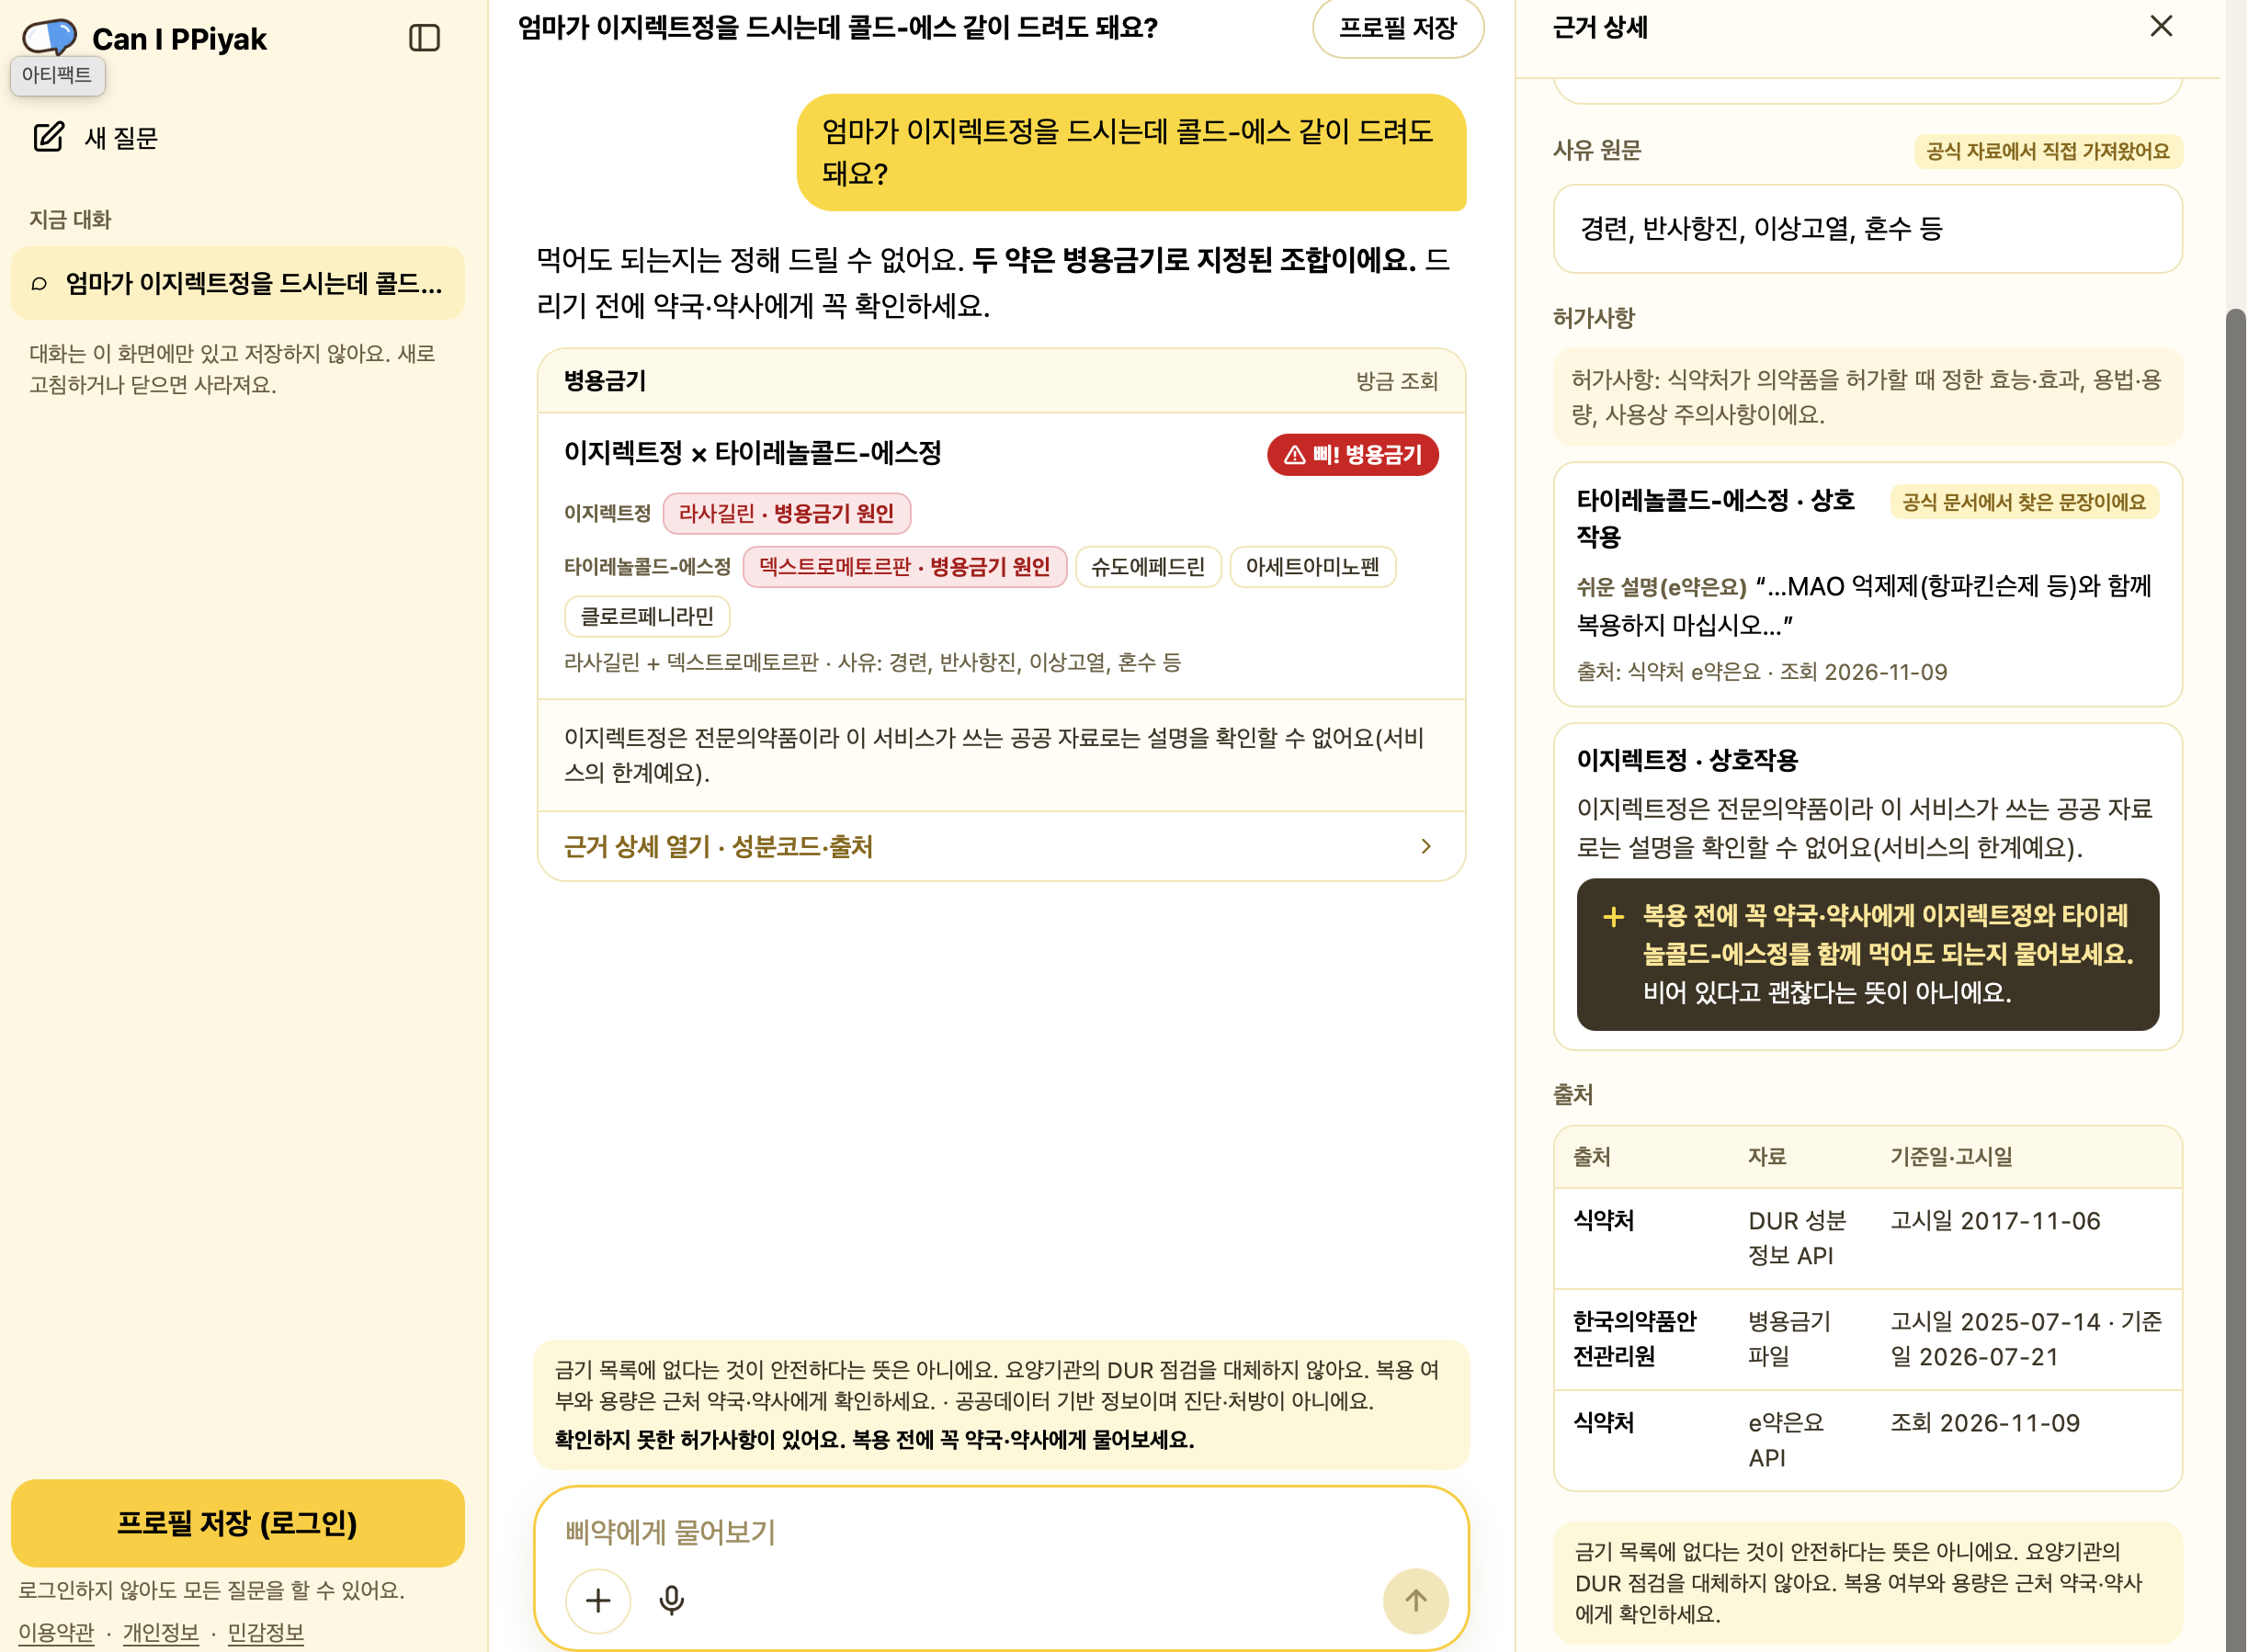 Can I PPiyak
아티팩트
새 질문
지금 대화
엄마가 이지렉트정을 드시는데 콜드...
대화는 이 화면에만 있고 저장하지 않아요. 새로
고침하거나 닫으면 사라져요.
프로필 저장 (로그인)
로그인하지 않아도 모든 질문을 할 수 있어요.
이용약관 · 개인정보 · 민감정보
엄마가 이지렉트정을 드시는데 콜드-에스 같이 드려도 돼요?
프로필 저장
엄마가 이지렉트정을 드시는데 콜드-에스 같이 드려도
돼요?
먹어도 되는지는 정해 드릴 수 없어요. 두 약은 병용금기로 지정된 조합이에요. 드
리기 전에 약국·약사에게 꼭 확인하세요.
병용금기
방금 조회
이지렉트정 × 타이레놀콜드-에스정
삐! 병용금기
이지렉트정 라사길린 · 병용금기 원인
타이레놀콜드-에스정 덱스트로메토르판 · 병용금기 원인 슈도에페드린 아세트아미노펜
클로르페니라민
라사길린 + 덱스트로메토르판 · 사유: 경련, 반사항진, 이상고열, 혼수 등
이지렉트정은 전문의약품이라 이 서비스가 쓰는 공공 자료로는 설명을 확인할 수 없어요(서비
스의 한계예요).
근거 상세 열기 · 성분코드·출처
금기 목록에 없다는 것이 안전하다는 뜻은 아니에요. 요양기관의 DUR 점검을 대체하지 않아요. 복용 여
부와 용량은 근처 약국·약사에게 확인하세요. · 공공데이터 기반 정보이며 진단·처방이 아니에요.
확인하지 못한 허가사항이 있어요. 복용 전에 꼭 약국·약사에게 물어보세요.
삐약에게 물어보기
근거 상세
사유 원문
공식 자료에서 직접 가져왔어요
경련, 반사항진, 이상고열, 혼수 등
허가사항
허가사항: 식약처가 의약품을 허가할 때 정한 효능·효과, 용법·용
량, 사용상 주의사항이에요.
타이레놀콜드-에스정 · 상호
작용
공식 문서에서 찾은 문장이에요
쉬운 설명(e약은요) “...MAO 억제제(항파킨슨제 등)와 함께
복용하지 마십시오...”
출처: 식약처 e약은요 · 조회 2026-11-09
이지렉트정 · 상호작용
이지렉트정은 전문의약품이라 이 서비스가 쓰는 공공 자료
로는 설명을 확인할 수 없어요(서비스의 한계예요).
복용 전에 꼭 약국·약사에게 이지렉트정와 타이레
놀콜드-에스정를 함께 먹어도 되는지 물어보세요.
비어 있다고 괜찮다는 뜻이 아니에요.
출처
출처 자료 기준일·고시일
식약처 DUR 성분 고시일 2017-11-06
정보 API
한국의약품안 병용금기 고시일 2025-07-14 · 기준
전관리원 파일 일 2026-07-21
식약처 e약은요 조회 2026-11-09
API
금기 목록에 없다는 것이 안전하다는 뜻은 아니에요. 요양기관의
DUR 점검을 대체하지 않아요. 복용 여부와 용량은 근처 약국·약사
에게 확인하세요.